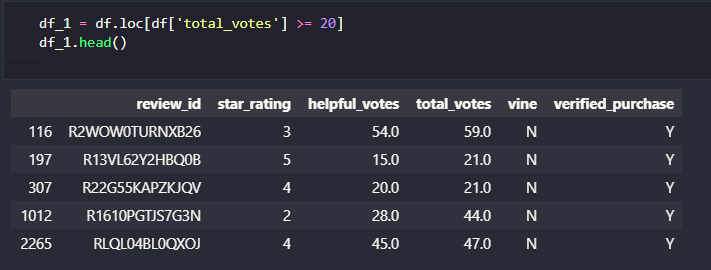 df_1 = df.loc[df['total_votes'] >= 20]
df_1.head()
review_id star_rating helpful_votes total_votes vine verified_purchase
116 R2WOW0TURNXB26 3 54.0 59.0 N Y
197 R13VL62Y2HBQ0B 5 15.0 21.0 N Y
307 R22G55KAPZKJQV 4 20.0 21.0 N Y
1012 R1610PGTJS7G3N 2 28.0 44.0 N Y
2265 RLQL04BL0QXOJ 4 45.0 47.0 N Y